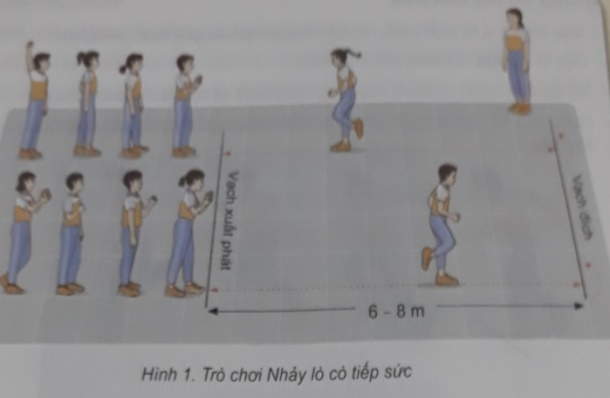 Vạch xuất phát
Vạch đích
6 - 8 m
Hình 1. Trò chơi Nhảy lò cò tiếp sức